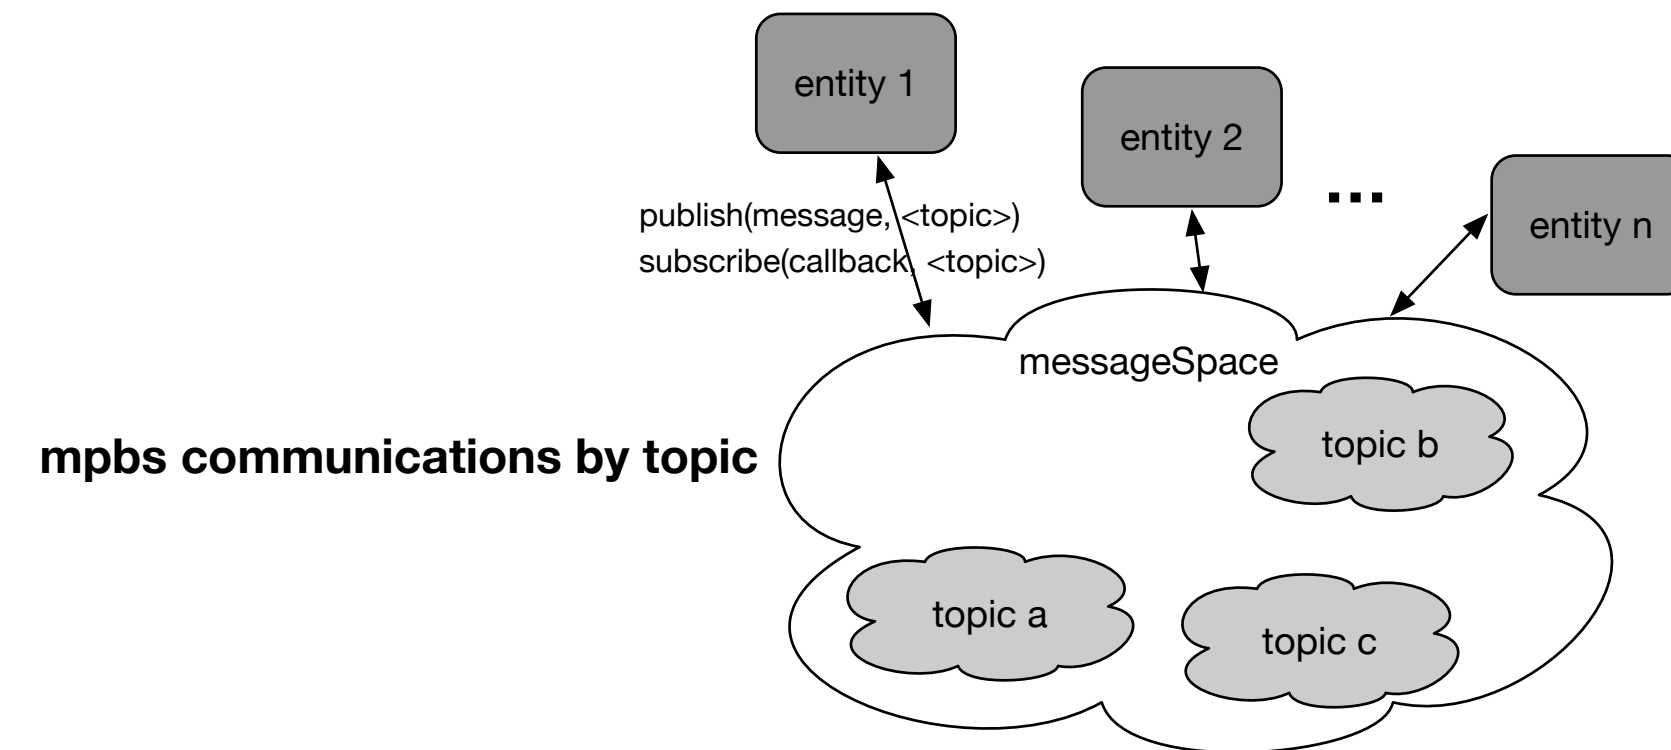 entity 1
entity 2
...
entity n
publish(message, <topic>)
subscribe(callback, <topic>)
messageSpace
topic b
mpbs communications by topic
topic a
topic c